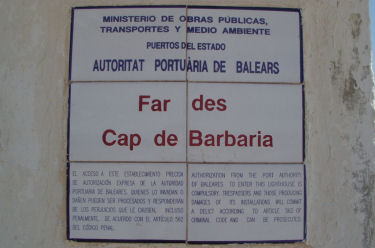 MINISTERIO DE OBRAS PÚBLICAS,
TRANSPORTES Y MEDIO AMBIENTE
PUERTOS DEL ESTADO
AUTORITAT PORTUÀRIA DE BALEARS
Far des
Cap de Barbaria
EL ACCESO A ESTE ESTABLECIMIENTO PRECISA
DE AUTORIZACIÓN EXPRESA DE LA AUTORIDAD
PORTUARIA DE BALEARES. QUIENES LO INVADAN O
DAÑEN PUEDEN SER PROCESADOS Y RESPONDERÁN
DE LOS PERJUICIOS QUE LE CAUSEN, INCLUSO
PENALMENTE, DE ACUERDO CON EL ARTÍCULO 562
DEL CÓDIGO PENAL.
AUTHORIZATION FROM THE PORT AUTHORITY
OF BALEARES TO ENTER THIS LIGHTHOUSE IS
COMPULSORY. TRESPASSERS AND THOSE PRODUCING
DAMAGES OF ITS INSTALLATIONS, WILL COMMIT
A DELICT ACCORDING TO ARTICLE 562 OF
CRIMINAL CODE AND CAN BE PROSECUTED